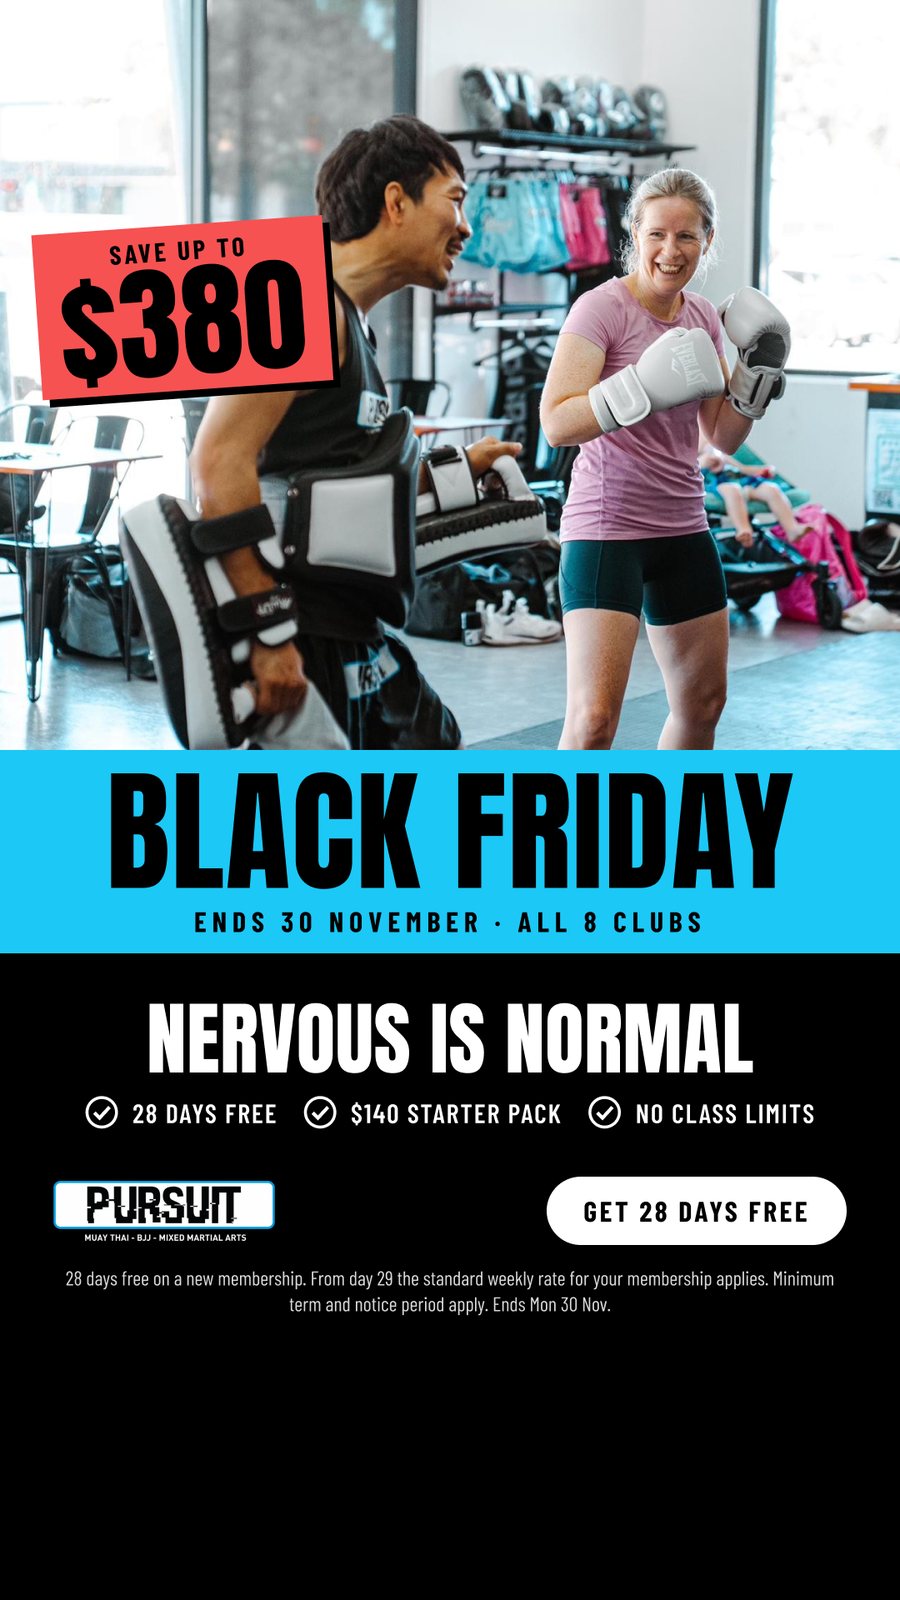 SAVE UP TO
$380
EVERLAST
BLACK FRIDAY
ENDS 30 NOVEMBER · ALL 8 CLUBS
NERVOUS IS NORMAL
28 DAYS FREE
$140 STARTER PACK
NO CLASS LIMITS
PURSUIT
MUAY THAI - BJJ - MIXED MARTIAL ARTS
GET 28 DAYS FREE
28 days free on a new membership. From day 29 the standard weekly rate for your membership applies. Minimum
term and notice period apply. Ends Mon 30 Nov.